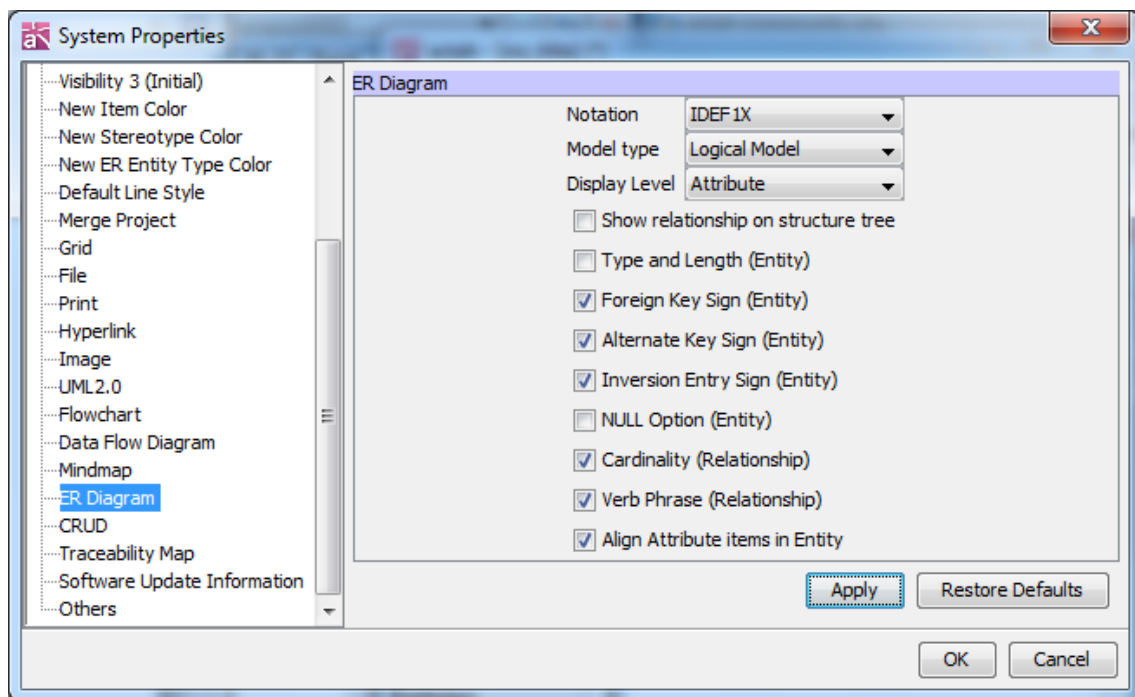 System Properties
Visibility 3 (Initial)
New Item Color
New Stereotype Color
New ER Entity Type Color
Default Line Style
Merge Project
Grid
File
Print
Hyperlink
Image
UML2.0
Flowchart
Data Flow Diagram
Mindmap
ER Diagram
CRUD
Traceability Map
Software Update Information
Others
ER Diagram
Notation IDEF1X
Model type Logical Model
Display Level Attribute
Show relationship on structure tree
Type and Length (Entity)
Foreign Key Sign (Entity)
Alternate Key Sign (Entity)
Inversion Entry Sign (Entity)
NULL Option (Entity)
Cardinality (Relationship)
Verb Phrase (Relationship)
Align Attribute items in Entity
Apply Restore Defaults
OK Cancel